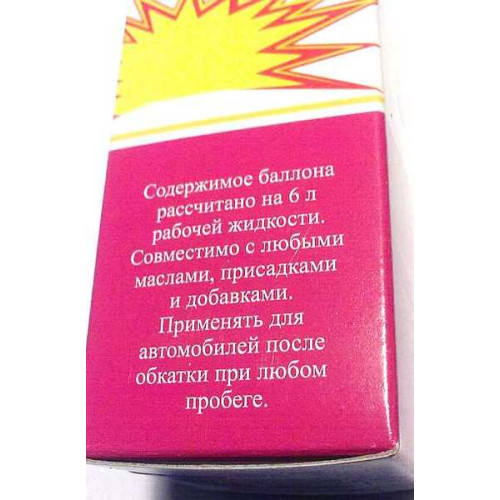 Содержимое баллона
рассчитано на 6 л
рабочей жидкости.
Совместимо с любыми
маслами, присадками
и добавками.
Применять для
автомобилей после
обкатки при любом
пробеге.